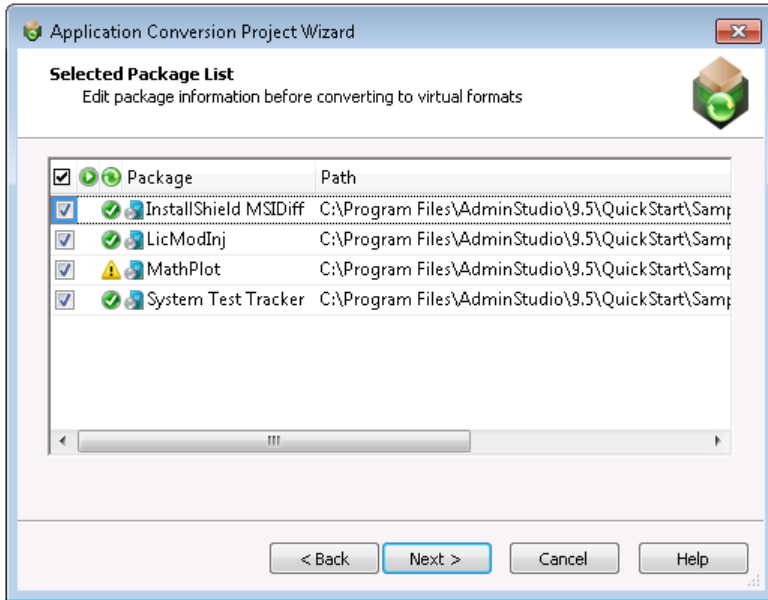 Application Conversion Project Wizard
Selected Package List
Edit package information before converting to virtual formats
Package Path
InstallShield MSIDiff C:\Program Files\AdminStudio\9.5\QuickStart\Samp
LicModInj C:\Program Files\AdminStudio\9.5\QuickStart\Samp
MathPlot C:\Program Files\AdminStudio\9.5\QuickStart\Samp
System Test Tracker C:\Program Files\AdminStudio\9.5\QuickStart\Samp
< Back Next > Cancel Help